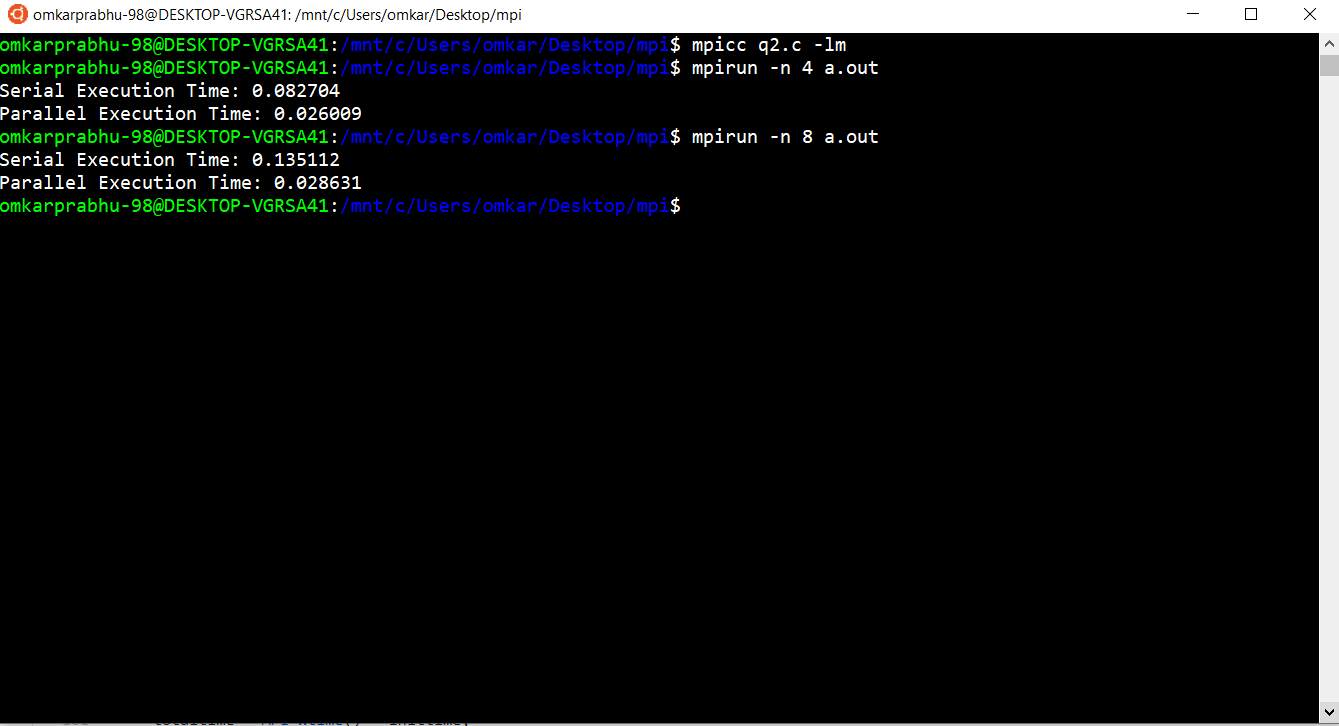 omkarprabhu-98@DESKTOP-VGRSA41: /mnt/c/Users/omkar/Desktop/mpi
omkarprabhu-98@DESKTOP-VGRSA41:/mnt/c/Users/omkar/Desktop/mpi$ mpicc q2.c -lm
omkarprabhu-98@DESKTOP-VGRSA41:/mnt/c/Users/omkar/Desktop/mpi$ mpirun -n 4 a.out
Serial Execution Time: 0.082704
Parallel Execution Time: 0.026009
omkarprabhu-98@DESKTOP-VGRSA41:/mnt/c/Users/omkar/Desktop/mpi$ mpirun -n 8 a.out
Serial Execution Time: 0.135112
Parallel Execution Time: 0.028631
omkarprabhu-98@DESKTOP-VGRSA41:/mnt/c/Users/omkar/Desktop/mpi$